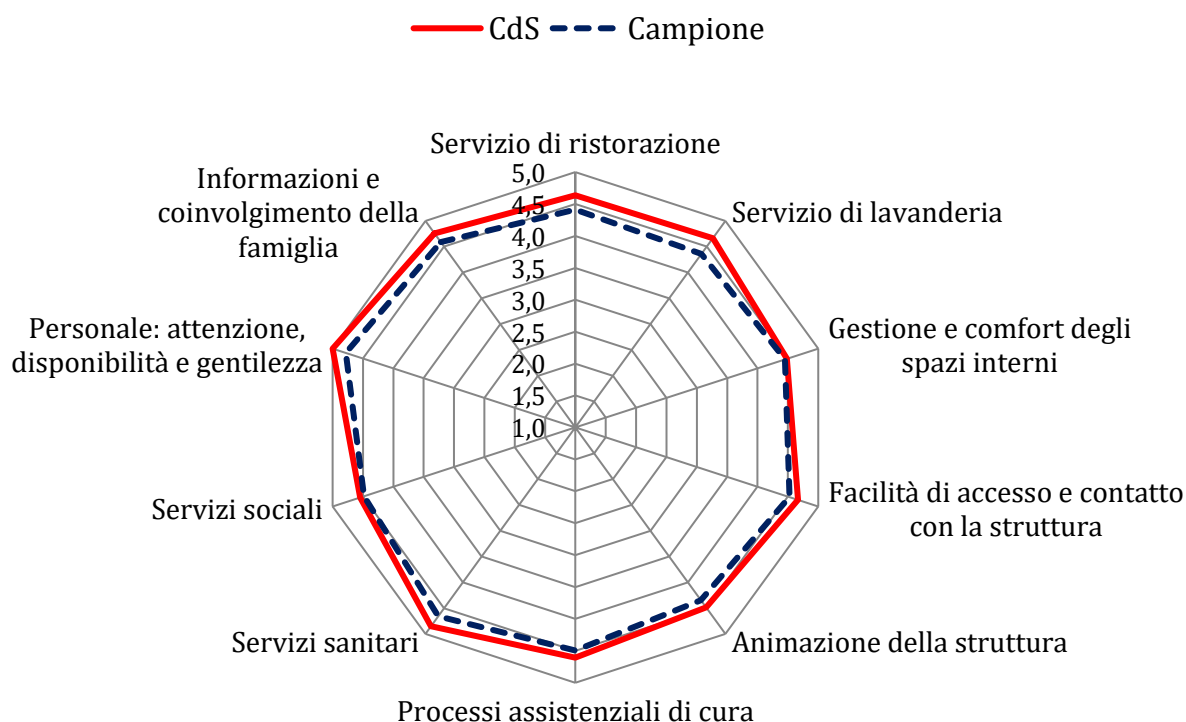 CdS Campione
Servizio di ristorazione
Informazioni e
coinvolgimento della
famiglia
Servizio di lavanderia
Personale: attenzione,
disponibilità e gentilezza
Gestione e comfort degli
spazi interni
5,0
4,5
4,0
3,5
3,0
2,5
2,0
1,5
1,0
Servizi sociali
Facilità di accesso e contatto
con la struttura
Servizi sanitari
Animazione della struttura
Processi assistenziali di cura